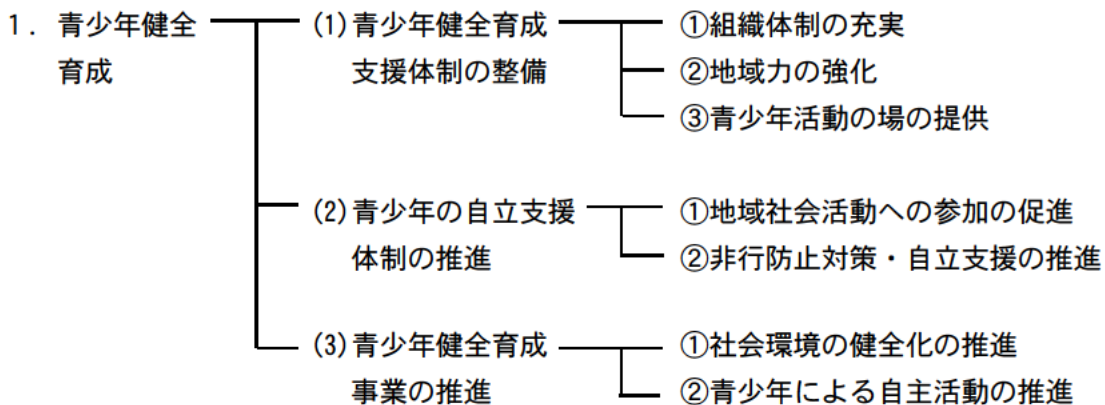 1．青少年健全
育成
(1)青少年健全育成
支援体制の整備
①組織体制の充実
②地域力の強化
③青少年活動の場の提供
(2)青少年の自立支援
体制の推進
①地域社会活動への参加の促進
②非行防止対策・自立支援の推進
(3)青少年健全育成
事業の推進
①社会環境の健全化の推進
②青少年による自主活動の推進